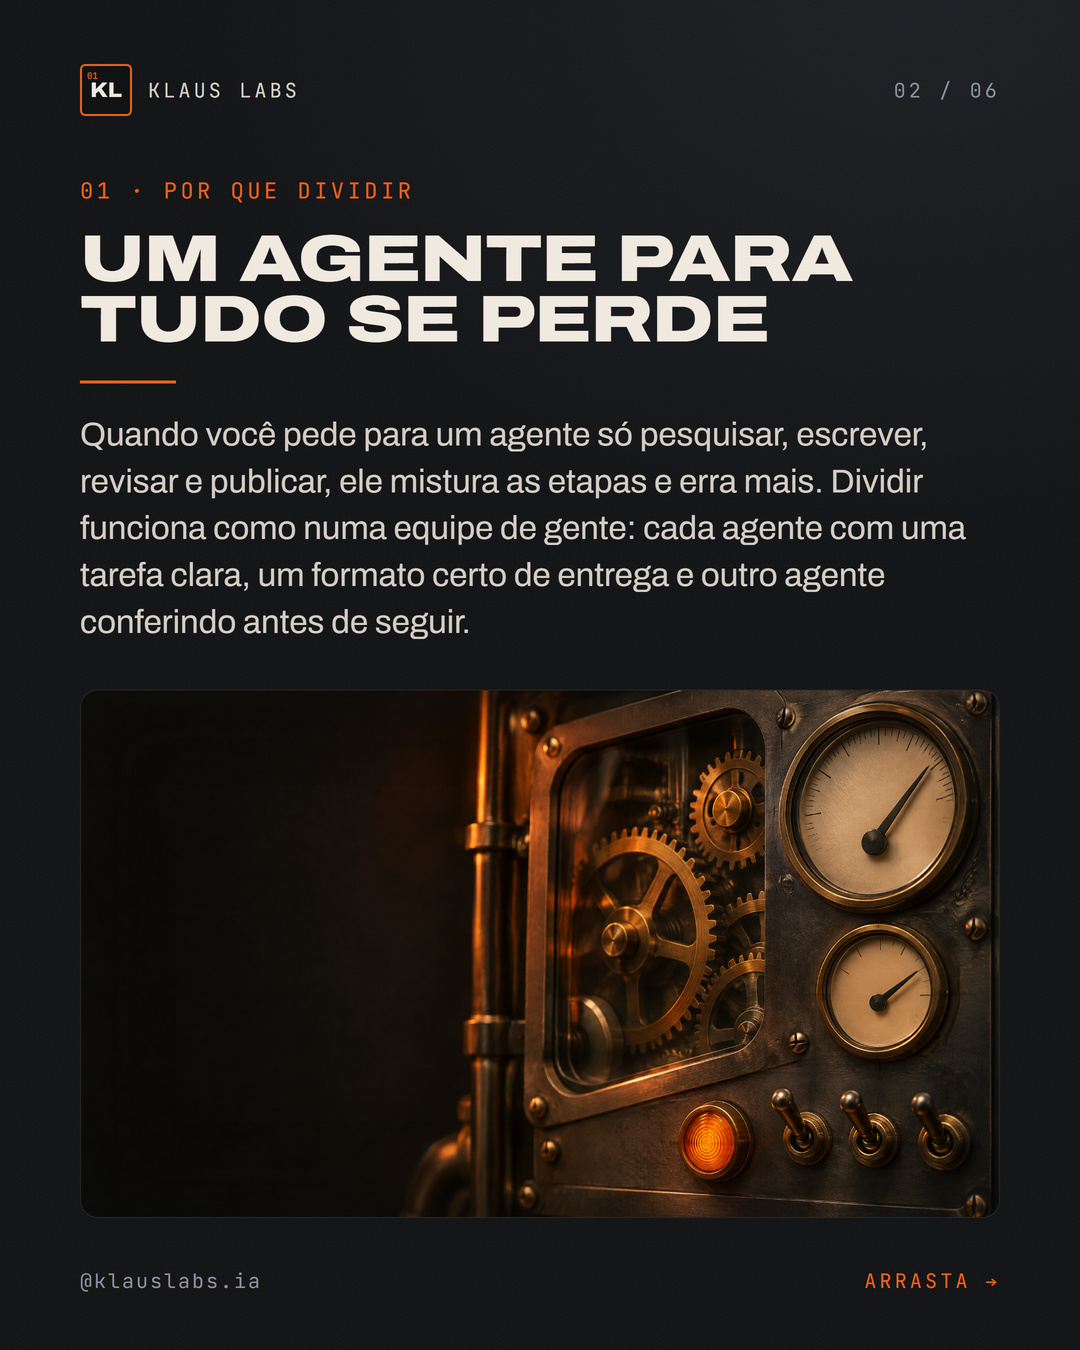 01
KL
KLAUS LABS
02 / 06
01 · POR QUE DIVIDIR
UM AGENTE PARA
TUDO SE PERDE
Quando você pede para um agente só pesquisar, escrever,
revisar e publicar, ele mistura as etapas e erra mais. Dividir
funciona como numa equipe de gente: cada agente com uma
tarefa clara, um formato certo de entrega e outro agente
conferindo antes de seguir.
@klauslabs.ia
ARRASTA →